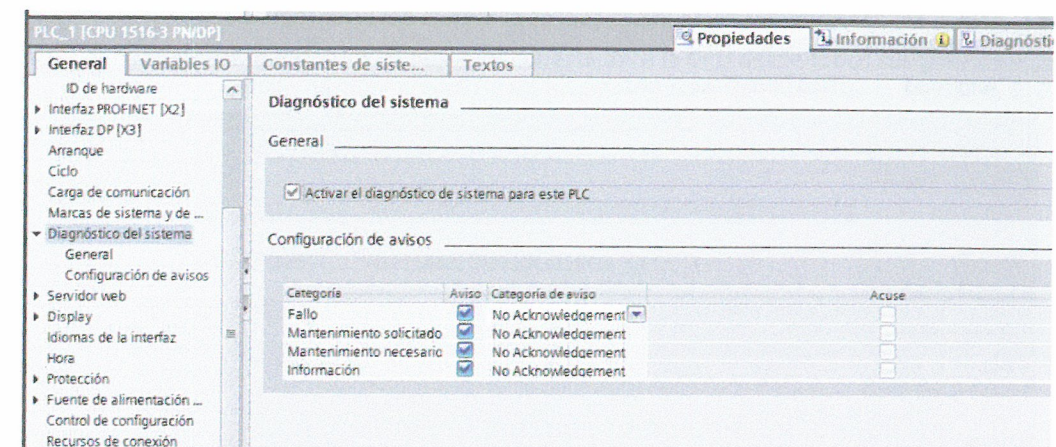 PLC_1 [CPU 1516-3 PN/DP]
Propiedades
Información
Diagnósti
General
Variables IO
Constantes de siste...
Textos
ID de hardware
Interfaz PROFINET [X2]
Interfaz DP [X3]
Arranque
Ciclo
Carga de comunicación
Marcas de sistema y de ...
Diagnóstico del sistema
General
Configuración de avisos
Servidor web
Display
Idiomas de la interfaz
Hora
Protección
Fuente de alimentación ...
Control de configuración
Recursos de conexión
Diagnóstico del sistema
General
Activar el diagnóstico de sistema para este PLC
Configuración de avisos
Categoría Aviso Categoría de aviso Acuse
Fallo No Acknowledgement
Mantenimiento solicitado No Acknowledgement
Mantenimiento necesario No Acknowledgement
Información No Acknowledgement